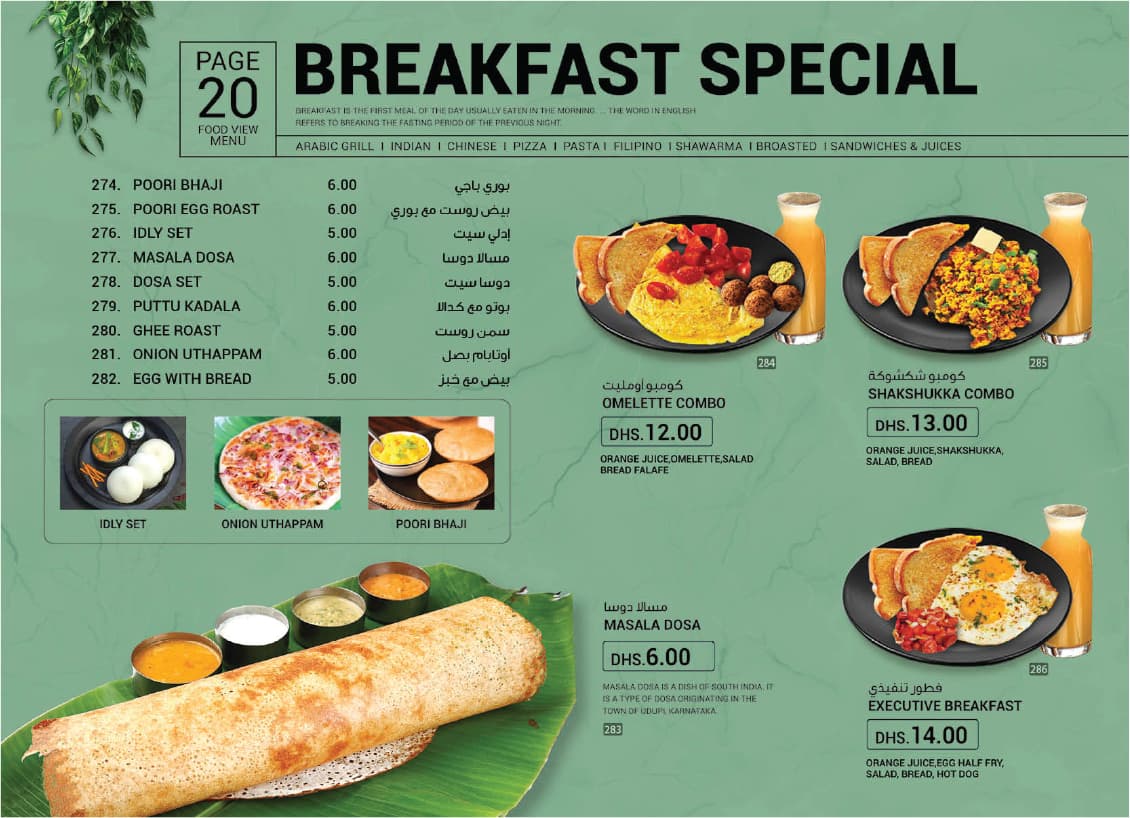 PAGE
20
FOOD VIEW
MENU
BREAKFAST SPECIAL
BREAKFAST IS THE FIRST MEAL OF THE DAY USUALLY EATEN IN THE MORNING. ... THE WORD IN ENGLISH
REFERS TO BREAKING THE FASTING PERIOD OF THE PREVIOUS NIGHT.
ARABIC GRILL I INDIAN I CHINESE I PIZZA I PASTA I FILIPINO I SHAWARMA I BROASTED I SANDWICHES & JUICES
274. POORI BHAJI 6.00 بوري باجي
275. POORI EGG ROAST 6.00 بيض روست مع بوري
276. IDLY SET 5.00 إدلي سيت
277. MASALA DOSA 6.00 مسالا دوسا
278. DOSA SET 5.00 دوسا سيت
279. PUTTU KADALA 6.00 بوتو مع كدالا
280. GHEE ROAST 5.00 سمن روست
281. ONION UTHAPPAM 6.00 أوتابام بصل
282. EGG WITH BREAD 5.00 بيض مع خبز
IDLY SET
ONION UTHAPPAM
POORI BHAJI
284
كومبو أومليت
OMELETTE COMBO
DHS.12.00
ORANGE JUICE,OMELETTE,SALAD
BREAD FALAFE
285
كومبو شكشوكة
SHAKSHUKKA COMBO
DHS.13.00
ORANGE JUICE,SHAKSHUKKA,
SALAD, BREAD
مسالا دوسا
MASALA DOSA
DHS.6.00
MASALA DOSA IS A DISH OF SOUTH INDIA. IT
IS A TYPE OF DOSA ORIGINATING IN THE
TOWN OF UDUPI, KARNATAKA.
283
286
فطور تنفيذي
EXECUTIVE BREAKFAST
DHS.14.00
ORANGE JUICE,EGG HALF FRY,
SALAD, BREAD, HOT DOG